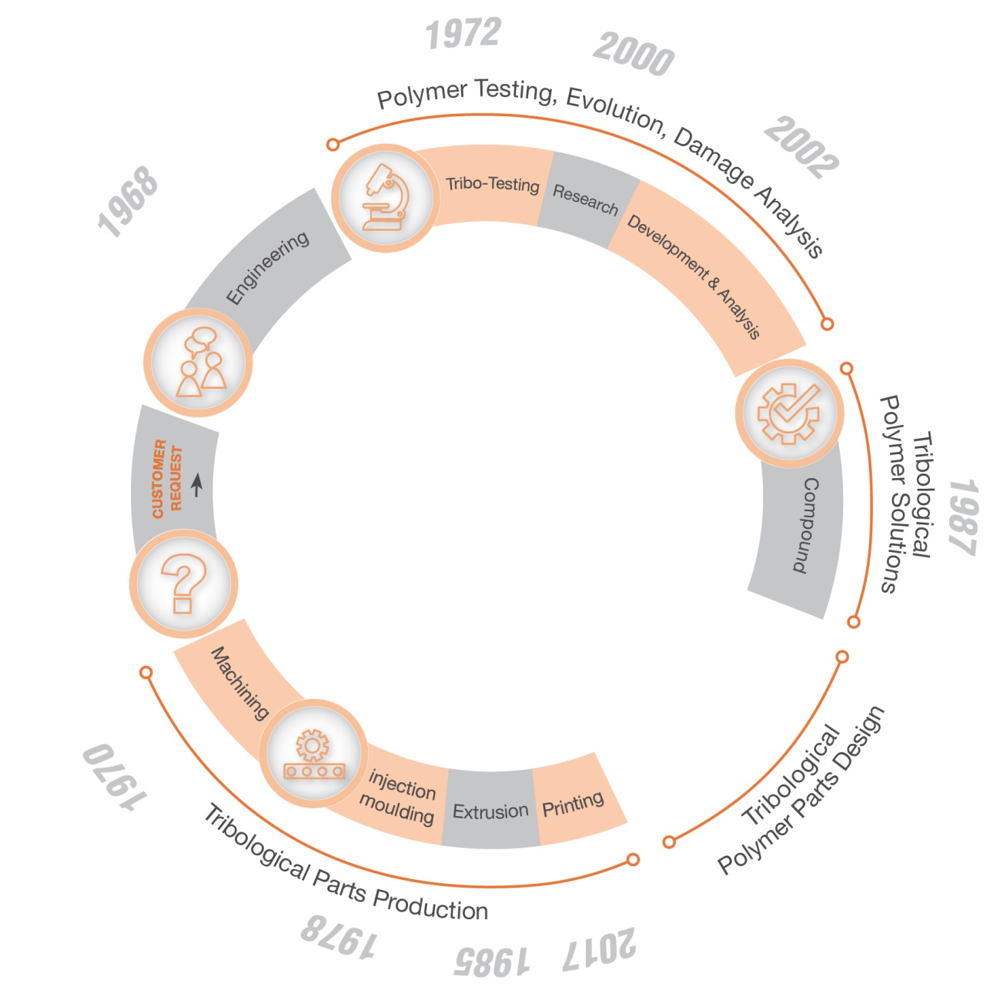 1968
1972
2000
2002
Polymer Testing, Evolution, Damage Analysis
Engineering
Tribo-Testing
Research
Development & Analysis
CUSTOMER
REQUEST
Compound
Tribological
Polymer Solutions
1987
Tribological
Polymer Parts Design
Machining
injection
moulding
Extrusion
Printing
Tribological Parts Production
1970
1978
1985
2017